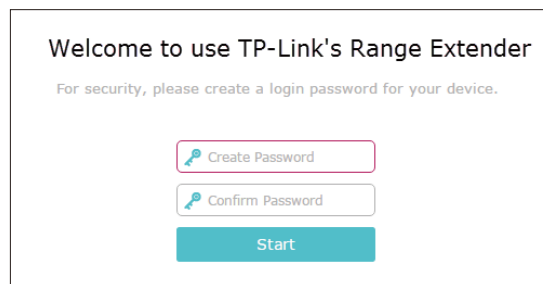 Welcome to use TP-Link's Range Extender
For security, please create a login password for your device.
Create Password
Confirm Password
Start